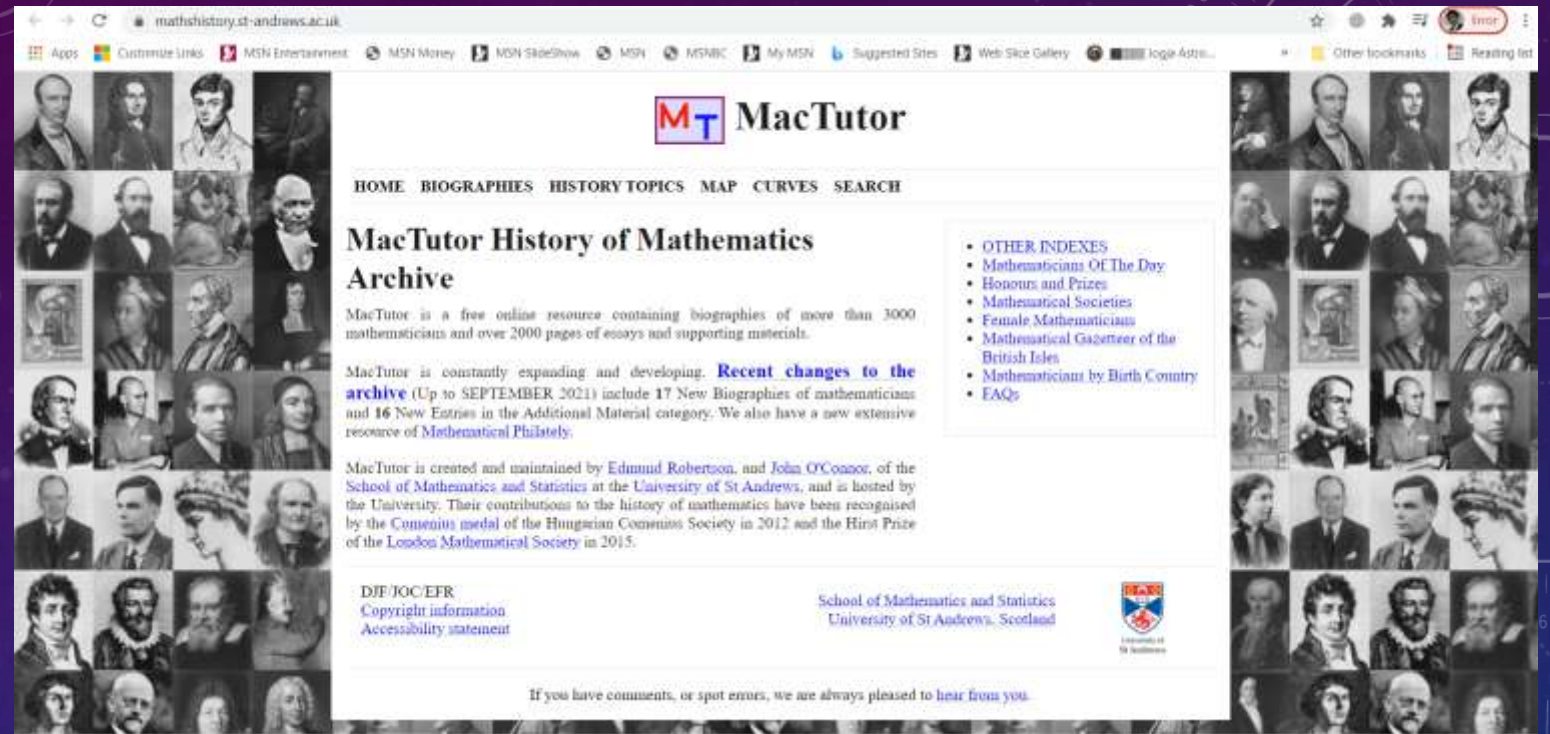 mathshistory.st-andrews.ac.uk
Error
Apps Customize Links MSN Entertainment MSN Money MSN SlideShow MSN MSNBC My MSN Suggested Sites Web Slice Gallery logie Astro... » Other bookmarks Reading list
MT MacTutor
HOME BIOGRAPHIES HISTORY TOPICS MAP CURVES SEARCH
MacTutor History of Mathematics
Archive
MacTutor is a free online resource containing biographies of more than 3000
mathematicians and over 2000 pages of essays and supporting materials.
MacTutor is constantly expanding and developing. Recent changes to the
archive (Up to SEPTEMBER 2021) include 17 New Biographies of mathematicians
and 16 New Entries in the Additional Material category. We also have a new extensive
resource of Mathematical Philately.
MacTutor is created and maintained by Edmund Robertson, and John O'Connor, of the
School of Mathematics and Statistics at the University of St Andrews, and is hosted by
the University. Their contributions to the history of mathematics have been recognised
by the Comenius medal of the Hungarian Comenius Society in 2012 and the Hirst Prize
of the London Mathematical Society in 2015.
OTHER INDEXES
Mathematicians Of The Day
Honours and Prizes
Mathematical Societies
Female Mathematicians
Mathematical Gazetteer of the
British Isles
Mathematicians by Birth Country
FAQs
DJF/JOC/EFR
Copyright information
Accessibility statement
School of Mathematics and Statistics
University of St Andrews, Scotland
University of
St Andrews
If you have comments, or spot errors, we are always pleased to hear from you.
6